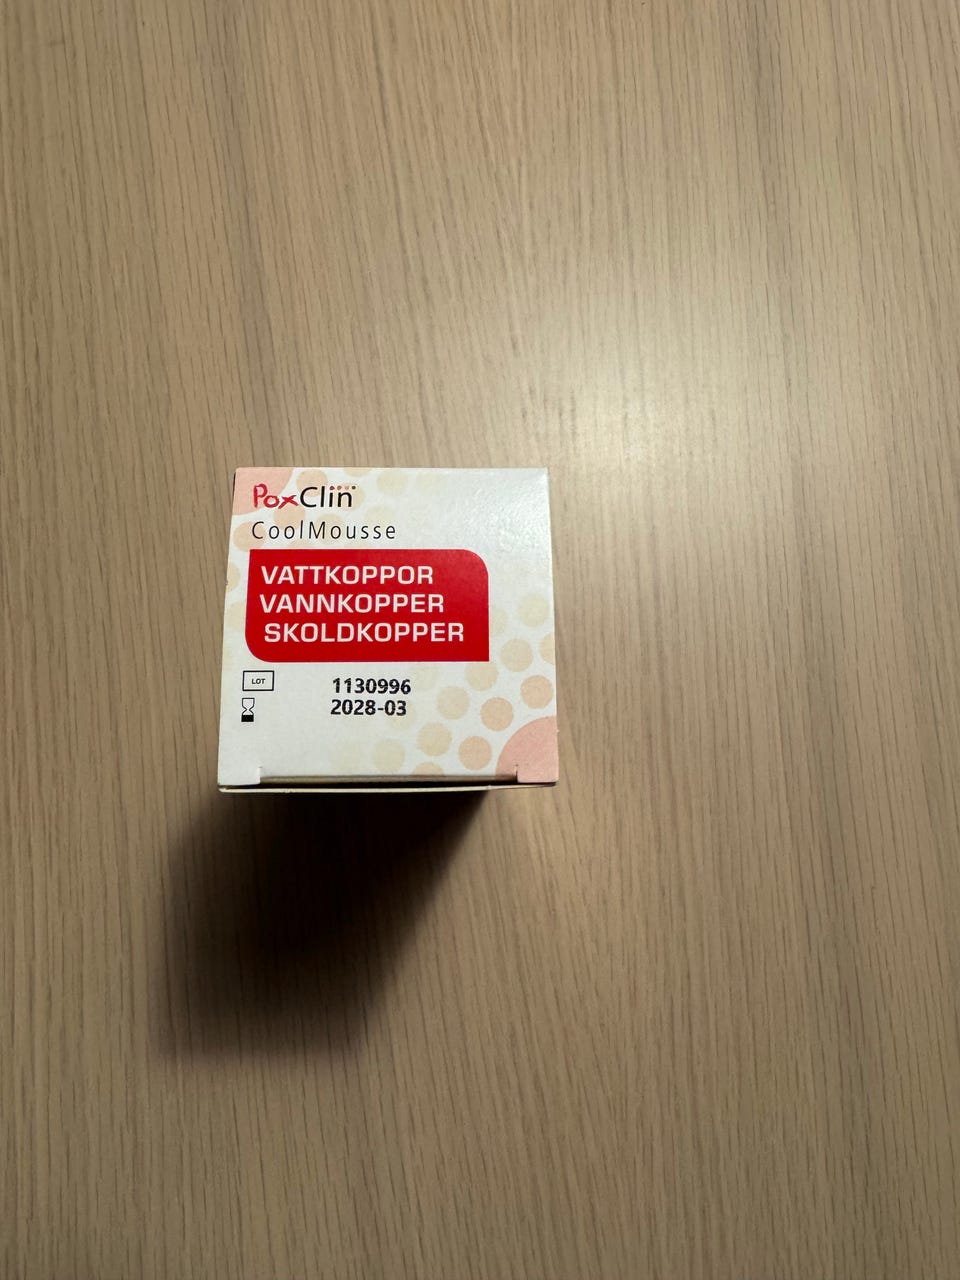 PoxClin
CoolMousse
VATTKOPPOR
VANNKOPPER
SKOLDKOPPER
LOT 1130996
2028-03